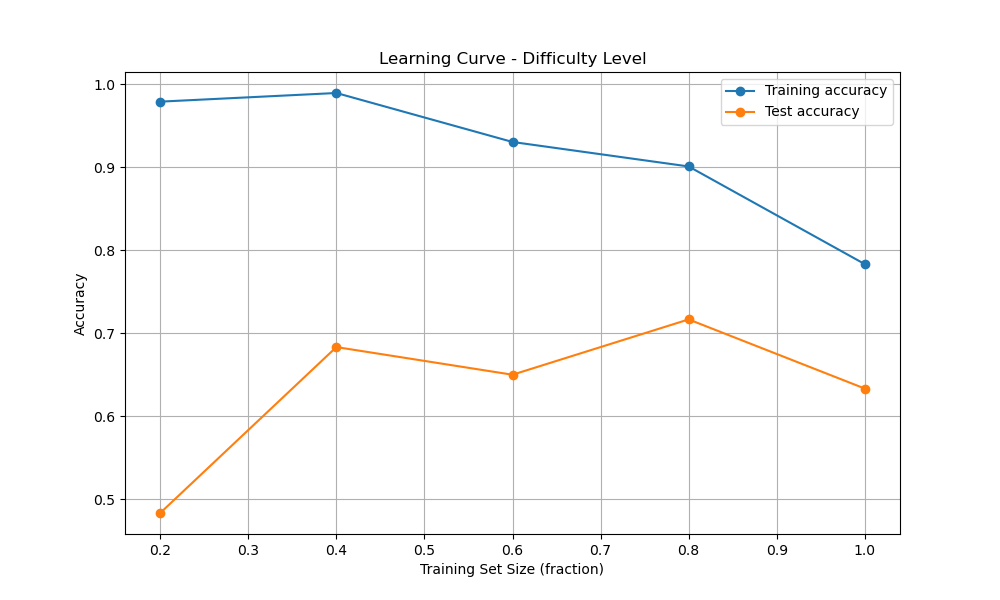 Learning Curve - Difficulty Level
Training accuracy
Test accuracy
1.0
0.9
0.8
0.7
0.6
0.5
Accuracy
0.2 0.3 0.4 0.5 0.6 0.7 0.8 0.9 1.0
Training Set Size (fraction)